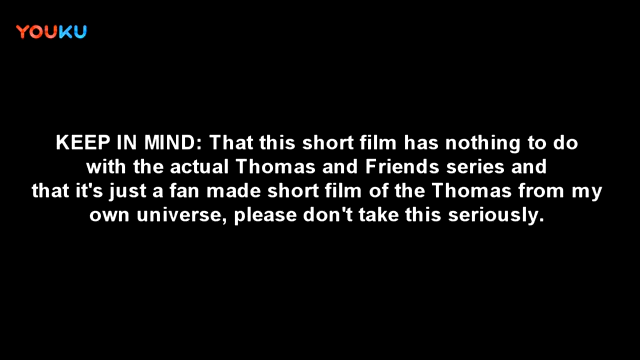 YOUKU
KEEP IN MIND: That this short film has nothing to do
with the actual Thomas and Friends series and
that it's just a fan made short film of the Thomas from my
own universe, please don't take this seriously.